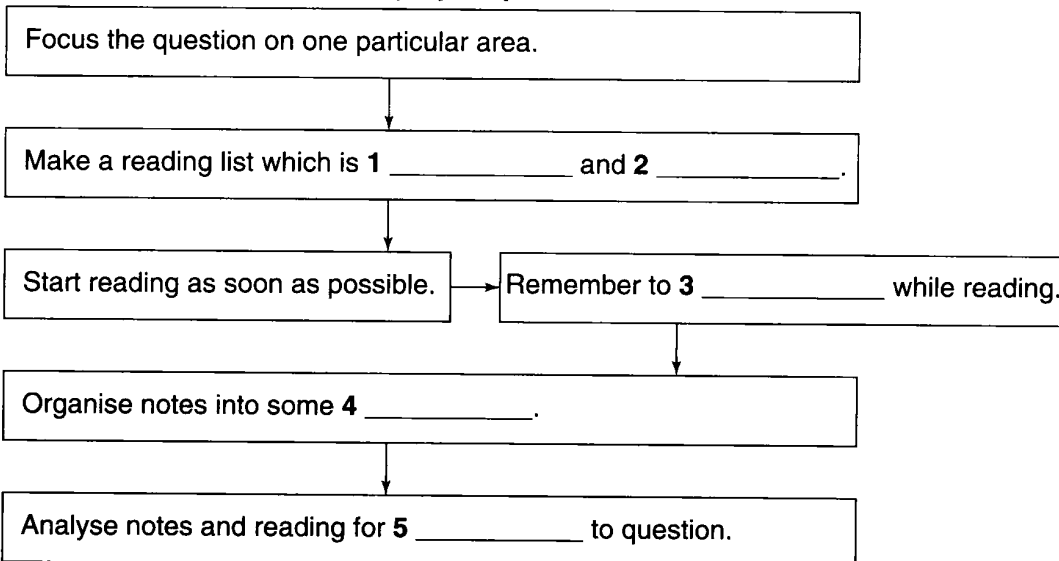 Focus the question on one particular area.
Make a reading list which is 1 ____________ and 2 ____________.
Start reading as soon as possible.
Remember to 3 ____________ while reading.
Organise notes into some 4 ___________.
Analyse notes and reading for 5 ___________ to question.